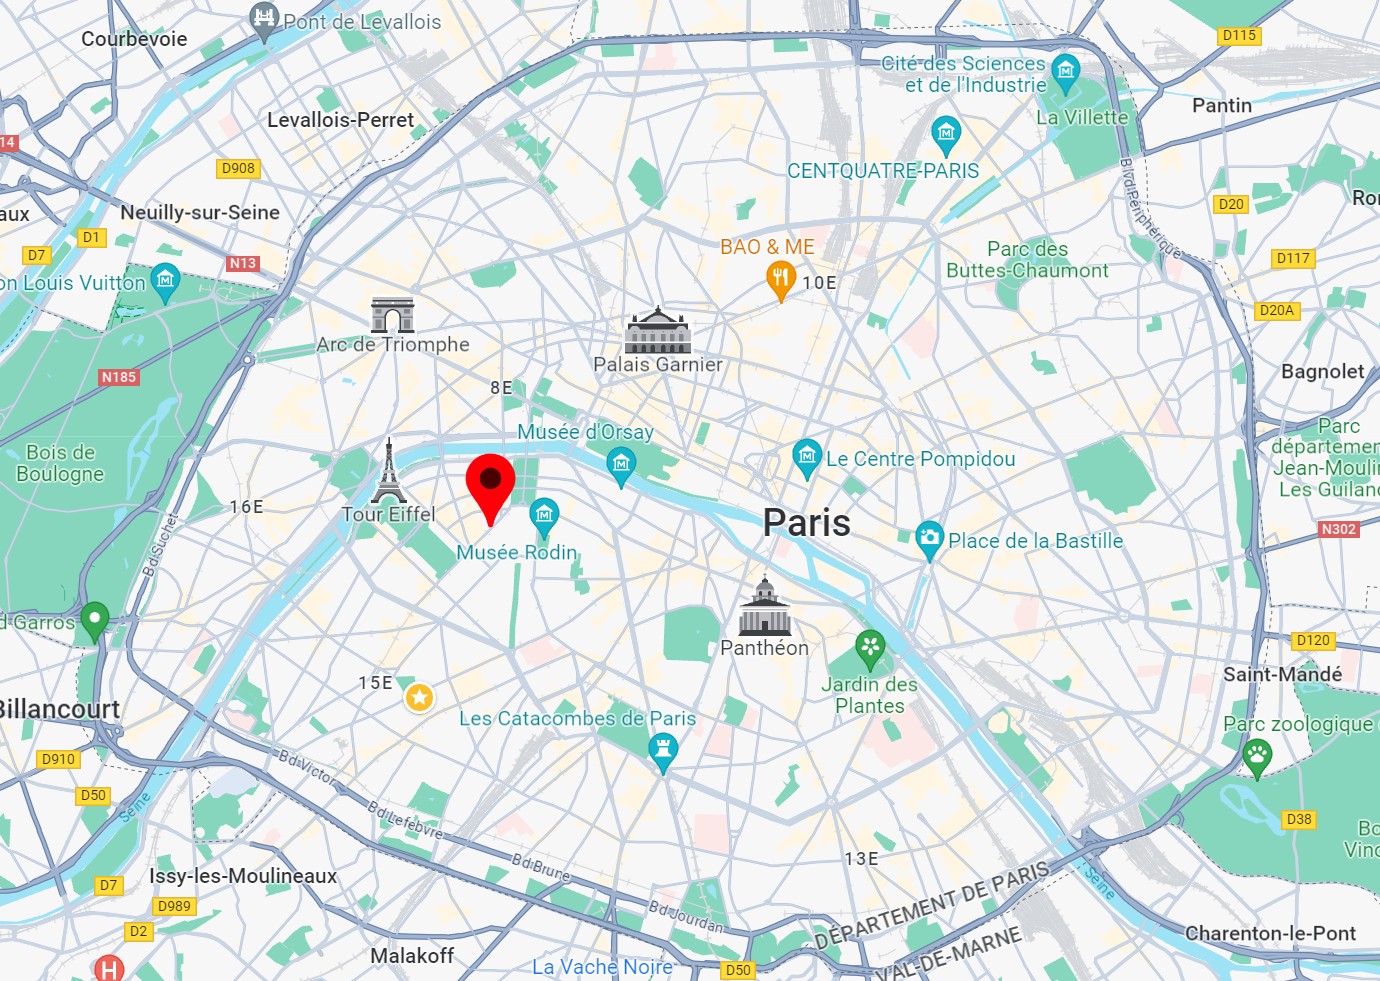 Courbevoie
Pont de Levallois
D115
Cité des Sciences
et de l'Industrie
Pantin
Levallois-Perret
La Villette
14
D908
CENTQUATRE-PARIS
Blvd Périphérique
aux
Neuilly-sur-Seine
D20
Ro
D1
D7
N13
BAO & ME
Parc des
Buttes-Chaumont
D117
on Louis Vuitton
10E
D20A
Arc de Triomphe
Palais Garnier
N185
8E
Bagnolet
Bois de
Boulogne
Musée d'Orsay
Le Centre Pompidou
Parc
départemen
Jean-Moulin
Les Guiland
16E
Tour Eiffel
Paris
N302
Bd Suchet
Musée Rodin
Place de la Bastille
d Garros
Panthéon
D120
15E
Jardin des
Plantes
Saint-Mandé
Billancourt
Les Catacombes de Paris
Parc zoologique
D910
Bd Victor
D50
Seine
Bd Lefebvre
D38
Bo
Vinc
Bd Brune
13E
Issy-les-Moulineaux
D7
D989
Bd Jourdan
DÉPARTEMENT DE PARIS
VAL-DE-MARNE
Seine
D2
Malakoff
La Vache Noire
D50
Charenton-le-Pont
H